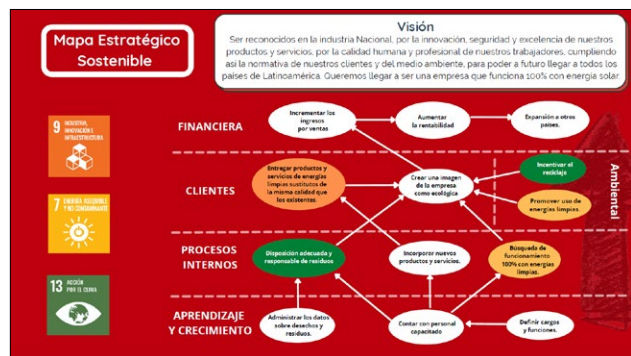 Mapa Estratégico
Sostenible
Visión
Ser reconocidos en la industria Nacional, por la innovación, seguridad y excelencia de nuestros
productos y servicios, por la calidad humana y profesional de nuestros trabajadores, cumpliendo
asi la normativa de nuestros clientes y del medio ambiente, para poder a futuro llegar a todos los
países de Latinoamérica. Queremos llegar a ser una empresa que funciona 100% con energía solar.
9 INDUSTRIA,
INNOVACIÓN E
INFRAESTRUCTURA
7 ENERGÍA ASEQUIBLE
Y NO CONTAMINANTE
13 ACCIÓN
POR EL CLIMA
FINANCIERA
Incrementar los
ingresos
por ventas
Aumentar
la rentabilidad
Expansión a otros
países.
CLIENTES
Entregar productos y
servicios de energías
limpias sustitutos de
la misma calidad que
los existentes.
Crear una imagen
de la empresa
como ecológica
Incentivar el
reciclaje
Promover uso de
energías limpias.
Ambiental
PROCESOS
INTERNOS
Disposición adecuada y
responsable de residuos
Incorporar nuevos
productos y servicios.
Búsqueda de
funcionamiento
100% con energías
limpias.
APRENDIZAJE
Y CRECIMIENTO
Administrar los datos
sobre desechos y
residuos.
Contar con personal
capacitado
Definir cargos
y funciones.